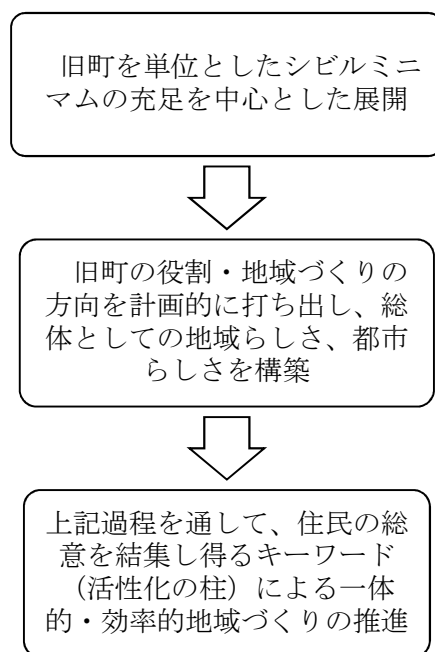 旧町を単位としたシビルミニ
マムの充足を中心とした展開
旧町の役割・地域づくりの
方向を計画的に打ち出し、総
体としての地域らしさ、都市
らしさを構築
上記過程を通して、住民の総
意を結集し得るキーワード
（活性化の柱）による一体
的・効率的地域づくりの推進